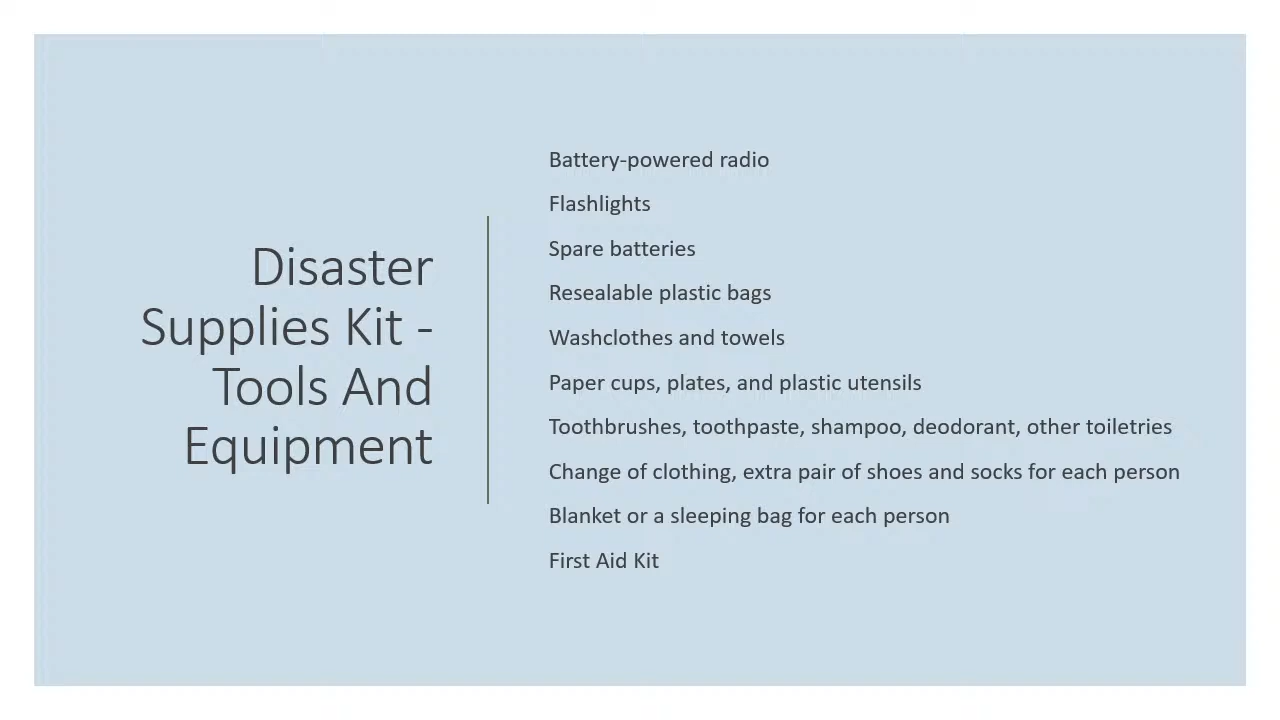 Disaster
Supplies Kit -
Tools And
Equipment
Battery-powered radio
Flashlights
Spare batteries
Resealable plastic bags
Washclothes and towels
Paper cups, plates, and plastic utensils
Toothbrushes, toothpaste, shampoo, deodorant, other toiletries
Change of clothing, extra pair of shoes and socks for each person
Blanket or a sleeping bag for each person
First Aid Kit